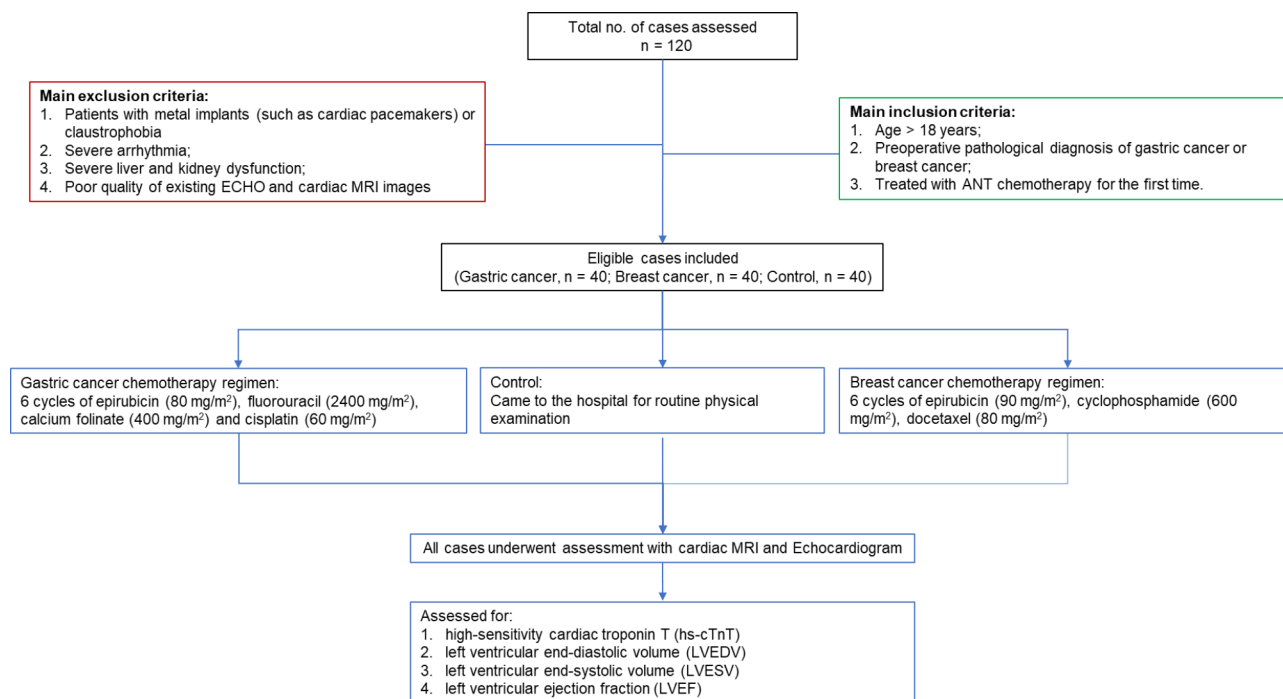 Total no. of cases assessed
n = 120
Main exclusion criteria:
1. Patients with metal implants (such as cardiac pacemakers) or
claustrophobia
2. Severe arrhythmia;
3. Severe liver and kidney dysfunction;
4. Poor quality of existing ECHO and cardiac MRI images
Main inclusion criteria:
1. Age > 18 years;
2. Preoperative pathological diagnosis of gastric cancer or
breast cancer;
3. Treated with ANT chemotherapy for the first time.
Eligible cases included
(Gastric cancer, n = 40; Breast cancer, n = 40; Control, n = 40)
Gastric cancer chemotherapy regimen:
6 cycles of epirubicin (80 mg/m²), fluorouracil (2400 mg/m²),
calcium folinate (400 mg/m²) and cisplatin (60 mg/m²)
Control:
Came to the hospital for routine physical
examination
Breast cancer chemotherapy regimen:
6 cycles of epirubicin (90 mg/m²), cyclophosphamide (600
mg/m²), docetaxel (80 mg/m²)
All cases underwent assessment with cardiac MRI and Echocardiogram
Assessed for:
1. high-sensitivity cardiac troponin T (hs-cTnT)
2. left ventricular end-diastolic volume (LVEDV)
3. left ventricular end-systolic volume (LVESV)
4. left ventricular ejection fraction (LVEF)